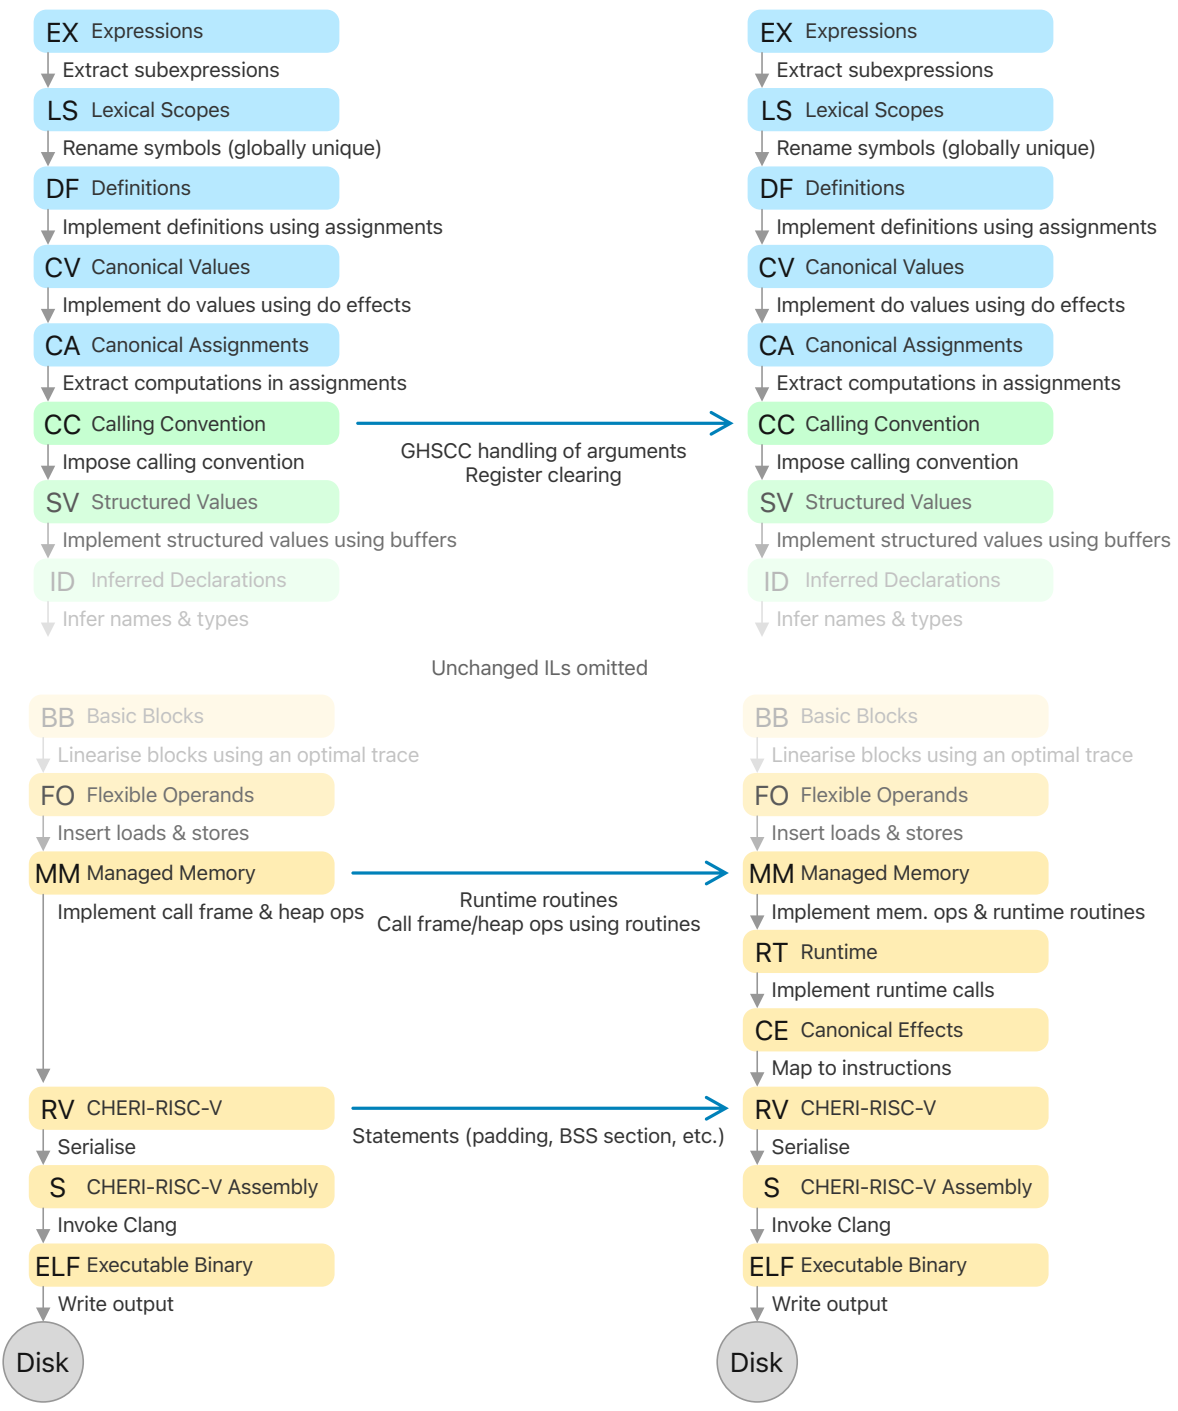 EX Expressions
Extract subexpressions
LS Lexical Scopes
Rename symbols (globally unique)
DF Definitions
Implement definitions using assignments
CV Canonical Values
Implement do values using do effects
CA Canonical Assignments
Extract computations in assignments
CC Calling Convention
Impose calling convention
SV Structured Values
Implement structured values using buffers
ID Inferred Declarations
Infer names & types
GHSCC handling of arguments
Register clearing
EX Expressions
Extract subexpressions
LS Lexical Scopes
Rename symbols (globally unique)
DF Definitions
Implement definitions using assignments
CV Canonical Values
Implement do values using do effects
CA Canonical Assignments
Extract computations in assignments
CC Calling Convention
Impose calling convention
SV Structured Values
Implement structured values using buffers
ID Inferred Declarations
Infer names & types
Unchanged ILs omitted
BB Basic Blocks
Linearise blocks using an optimal trace
FO Flexible Operands
Insert loads & stores
MM Managed Memory
Implement call frame & heap ops
RV CHERI-RISC-V
Serialise
S CHERI-RISC-V Assembly
Invoke Clang
ELF Executable Binary
Write output
Disk
Runtime routines
Call frame/heap ops using routines
Statements (padding, BSS section, etc.)
BB Basic Blocks
Linearise blocks using an optimal trace
FO Flexible Operands
Insert loads & stores
MM Managed Memory
Implement mem. ops & runtime routines
RT Runtime
Implement runtime calls
CE Canonical Effects
Map to instructions
RV CHERI-RISC-V
Serialise
S CHERI-RISC-V Assembly
Invoke Clang
ELF Executable Binary
Write output
Disk